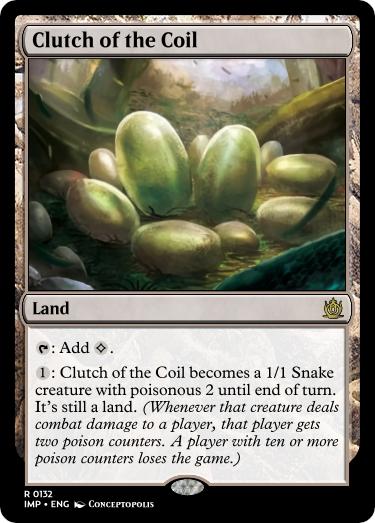 Clutch of the Coil
Land
: Add .
1: Clutch of the Coil becomes a 1/1 Snake
creature with poisonous 2 until end of turn.
It's still a land. (Whenever that creature deals
combat damage to a player, that player gets
two poison counters. A player with ten or more
poison counters loses the game.)
R 0132
IMP • ENG Conceptopolis